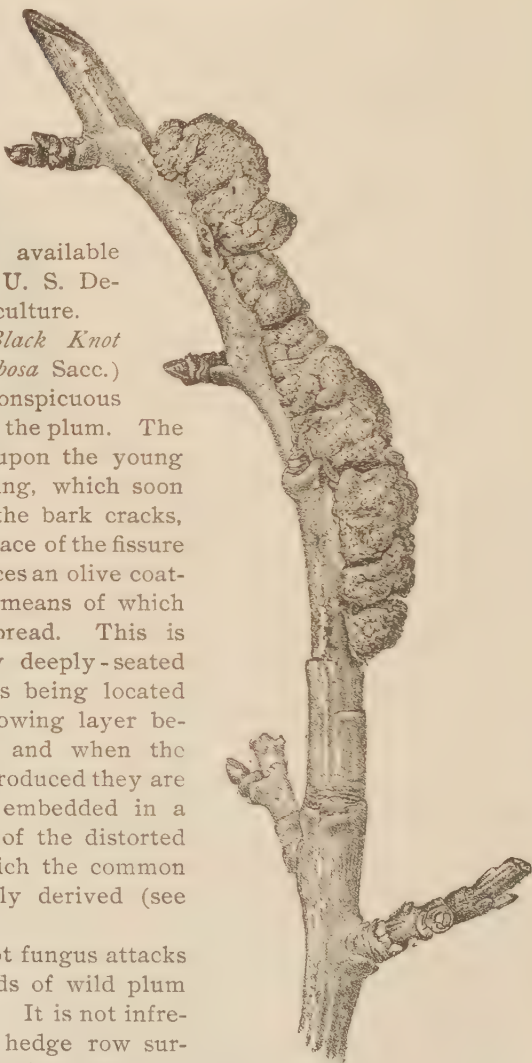 available
U. S. De-
culture.
Black Knot
bosa Sacc.)
onspicuous
the plum. The
upon the young
ing, which soon
the bark cracks,
ace of the fissure
ces an olive coat-
means of which
pread. This is
y deeply-seated
s being located
owing layer be-
and when the
roduced they are
embedded in a
of the distorted
ich the common
ly derived (see
ot fungus attacks
ds of wild plum
It is not infre-
hedge row sur-